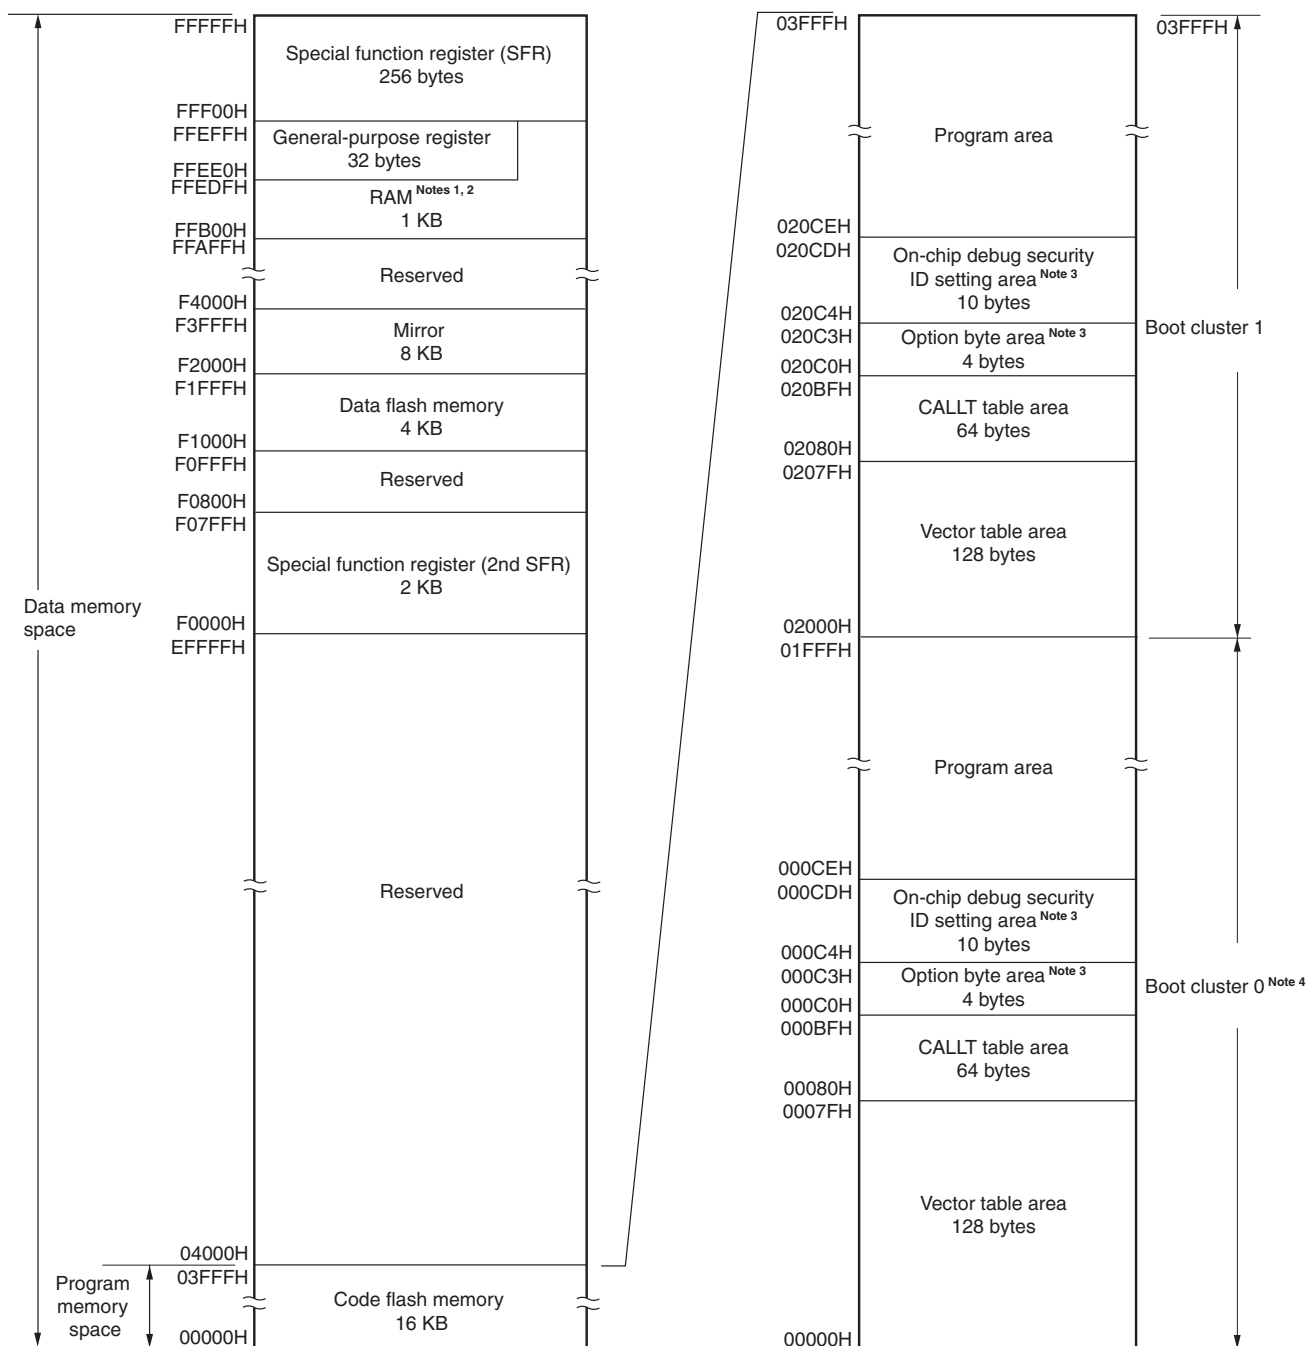 FFFFFH
Special function register (SFR)
256 bytes
FFF00H
FFEFFH
General-purpose register
32 bytes
FFEE0H
FFEDFH
RAM Notes 1, 2
1 KB
FFB00H
FFAFFH
Reserved
F4000H
F3FFFH
Mirror
8 KB
F2000H
F1FFFH
Data flash memory
4 KB
F1000H
F0FFFH
Reserved
F0800H
F07FFH
Special function register (2nd SFR)
2 KB
Data memory
space
F0000H
EFFFFH
Reserved
04000H
03FFFH
Program
memory
space
Code flash memory
16 KB
00000H
03FFFH
03FFFH
Program area
020CEH
020CDH
On-chip debug security
ID setting area Note 3
10 bytes
020C4H
020C3H
Option byte area Note 3
4 bytes
Boot cluster 1
020C0H
020BFH
CALLT table area
64 bytes
02080H
0207FH
Vector table area
128 bytes
02000H
01FFFH
Program area
000CEH
000CDH
On-chip debug security
ID setting area Note 3
10 bytes
000C4H
000C3H
Option byte area Note 3
4 bytes
Boot cluster 0 Note 4
000C0H
000BFH
CALLT table area
64 bytes
00080H
0007FH
Vector table area
128 bytes
00000H